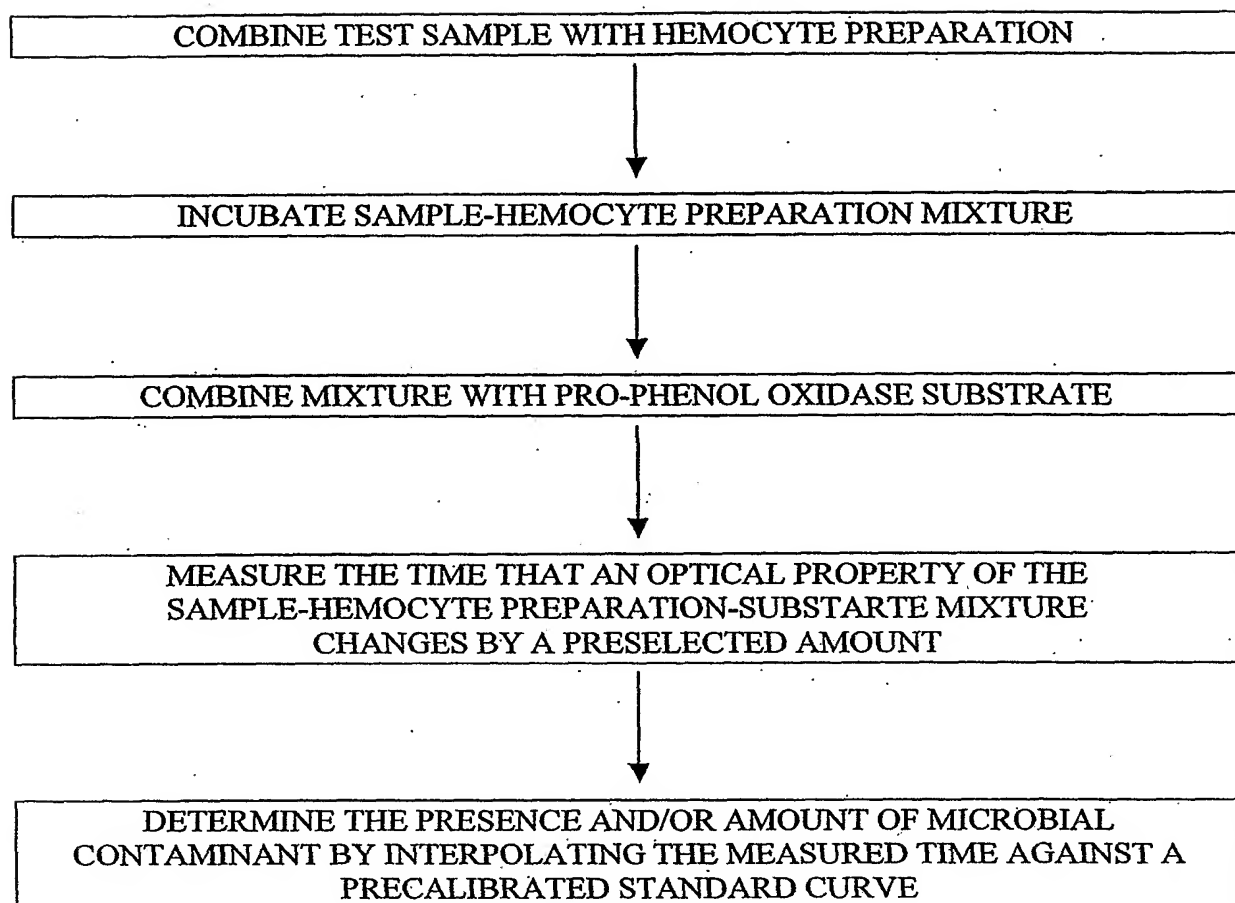 COMBINE TEST SAMPLE WITH HEMOCYTE PREPARATION
INCUBATE SAMPLE-HEMOCYTE PREPARATION MIXTURE
COMBINE MIXTURE WITH PRO-PHENOL OXIDASE SUBSTRATE
MEASURE THE TIME THAT AN OPTICAL PROPERTY OF THE
SAMPLE-HEMOCYTE PREPARATION-SUBSTARTE MIXTURE
CHANGES BY A PRESELECTED AMOUNT
DETERMINE THE PRESENCE AND/OR AMOUNT OF MICROBIAL
CONTAMINANT BY INTERPOLATING THE MEASURED TIME AGAINST A
PRECALIBRATED STANDARD CURVE